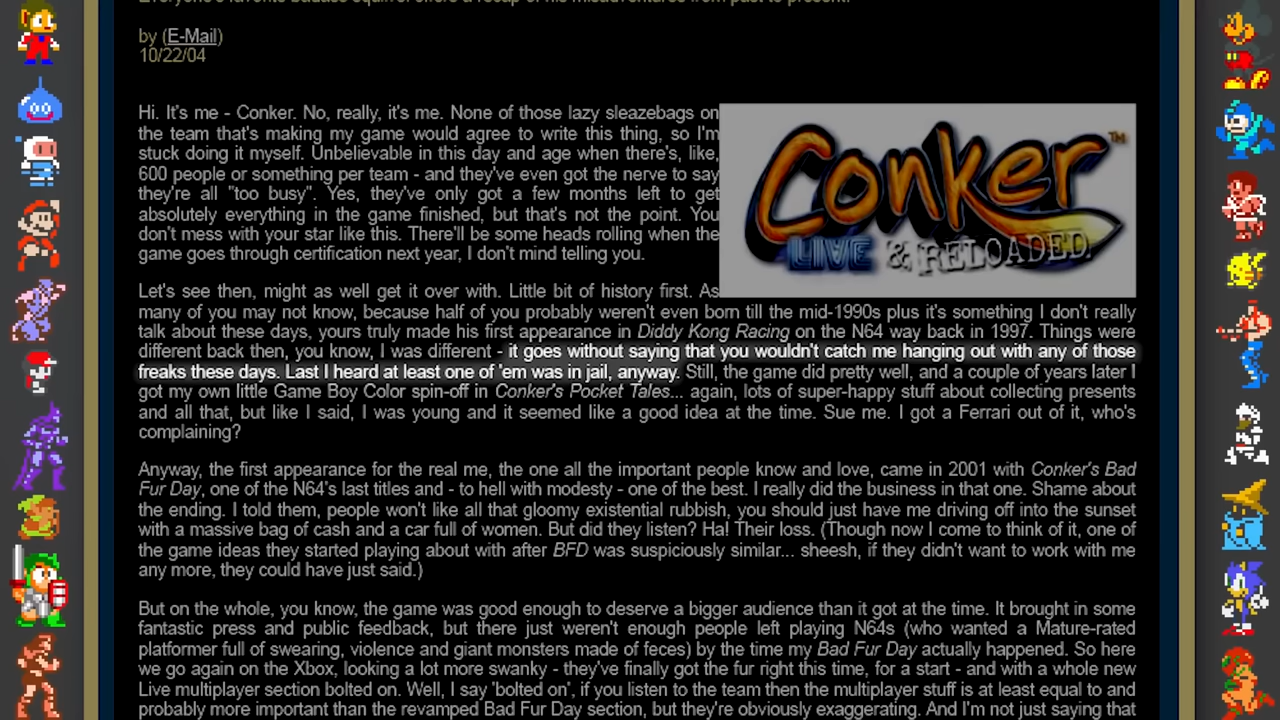 Everyone's favorite badass squirrel offers a recap of his misadventures from past to present.
by (E-Mail)
10/22/04
Hi. It's me - Conker. No, really, it's me. None of those lazy sleazebags on
the team that's making my game would agree to write this thing, so I'm
stuck doing it myself. Unbelievable in this day and age when there's, like,
600 people or something per team - and they've even got the nerve to say
they're all "too busy". Yes, they've only got a few months left to get
absolutely everything in the game finished, but that's not the point. You
don't mess with your star like this. There'll be some heads rolling when the
game goes through certification next year, I don't mind telling you.
Conker™
LIVE & RELOADED
Let's see then, might as well get it over with. Little bit of history first. As
many of you may not know, because half of you probably weren't even born till the mid-1990s plus it's something I don't really
talk about these days, yours truly made his first appearance in Diddy Kong Racing on the N64 way back in 1997. Things were
different back then, you know, I was different - it goes without saying that you wouldn't catch me hanging out with any of those
freaks these days. Last I heard at least one of 'em was in jail, anyway. Still, the game did pretty well, and a couple of years later I
got my own little Game Boy Color spin-off in Conker's Pocket Tales... again, lots of super-happy stuff about collecting presents
and all that, but like I said, I was young and it seemed like a good idea at the time. Sue me. I got a Ferrari out of it, who's
complaining?
Anyway, the first appearance for the real me, the one all the important people know and love, came in 2001 with Conker's Bad
Fur Day, one of the N64's last titles and - to hell with modesty - one of the best. I really did the business in that one. Shame about
the ending. I told them, people won't like all that gloomy existential rubbish, you should just have me driving off into the sunset
with a massive bag of cash and a car full of women. But did they listen? Ha! Their loss. (Though now I come to think of it, one of
the game ideas they started playing about with after BFD was suspiciously similar... sheesh, if they didn't want to work with me
any more, they could have just said.)
But on the whole, you know, the game was good enough to deserve a bigger audience than it got at the time. It brought in some
fantastic press and public feedback, but there just weren't enough people left playing N64s (who wanted a Mature-rated
platformer full of swearing, violence and giant monsters made of feces) by the time my Bad Fur Day actually happened. So here
we go again on the Xbox, looking a lot more swanky - they've finally got the fur right this time, for a start - and with a whole new
Live multiplayer section bolted on. Well, I say 'bolted on', if you listen to the team then the multiplayer stuff is at least equal to and
probably more important than the revamped Bad Fur Day section, but they're obviously exaggerating. And I'm not just saying that